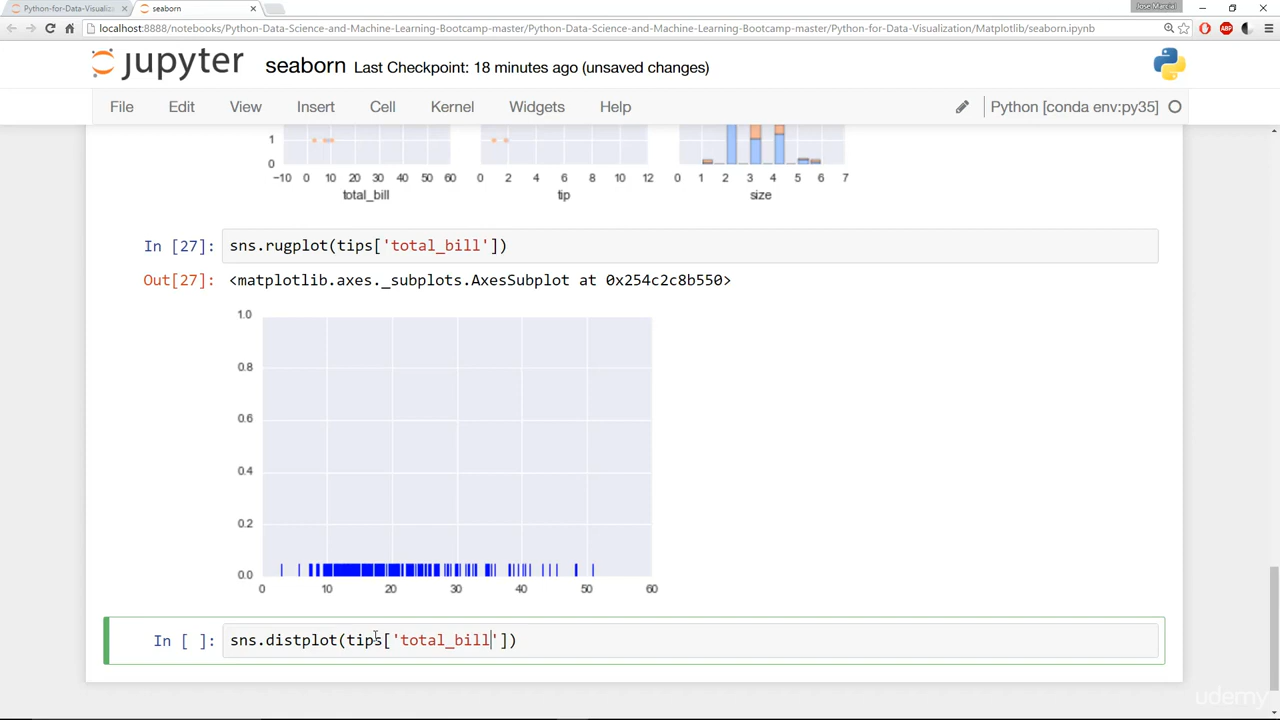 Python-for-Data-Visualiza
seaborn
Jose Marcial
localhost:8888/notebooks/Python-Data-Science-and-Machine-Learning-Bootcamp-master/Python-Data-Science-and-Machine-Learning-Bootcamp-master/Python-for-Data-Visualization/Matplotlib/seaborn.ipynb
jupyter seaborn Last Checkpoint: 18 minutes ago (unsaved changes)
File Edit View Insert Cell Kernel Widgets Help Python [conda env:py35]
1
0
−10 0 10 20 30 40 50 60 0 2 4 6 8 10 12 0 1 2 3 4 5 6 7
total_bill tip size
In [27]: sns.rugplot(tips['total_bill'])
Out[27]: <matplotlib.axes._subplots.AxesSubplot at 0x254c2c8b550>
1.0
0.8
0.6
0.4
0.2
0.0
0 10 20 30 40 50 60
In [ ]: sns.distplot(tips['total_bill'])
udemy